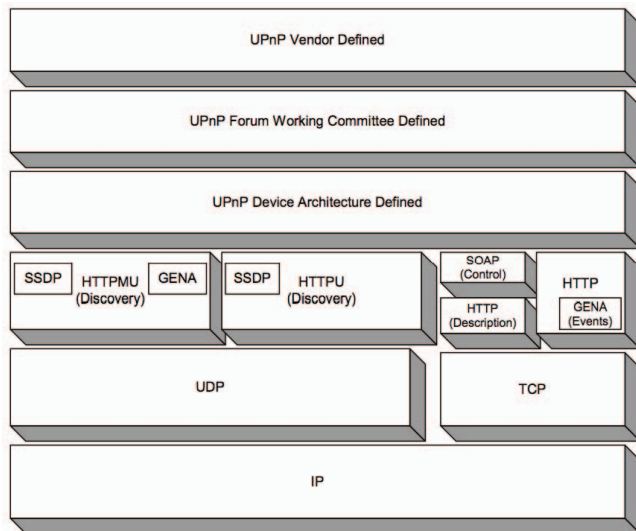 UPnP Vendor Defined
UPnP Forum Working Committee Defined
UPnP Device Architecture Defined
SSDP
HTTPMU
(Discovery)
GENA
SSDP
HTTPU
(Discovery)
SOAP
(Control)
HTTP
(Description)
HTTP
GENA
(Events)
UDP
TCP
IP